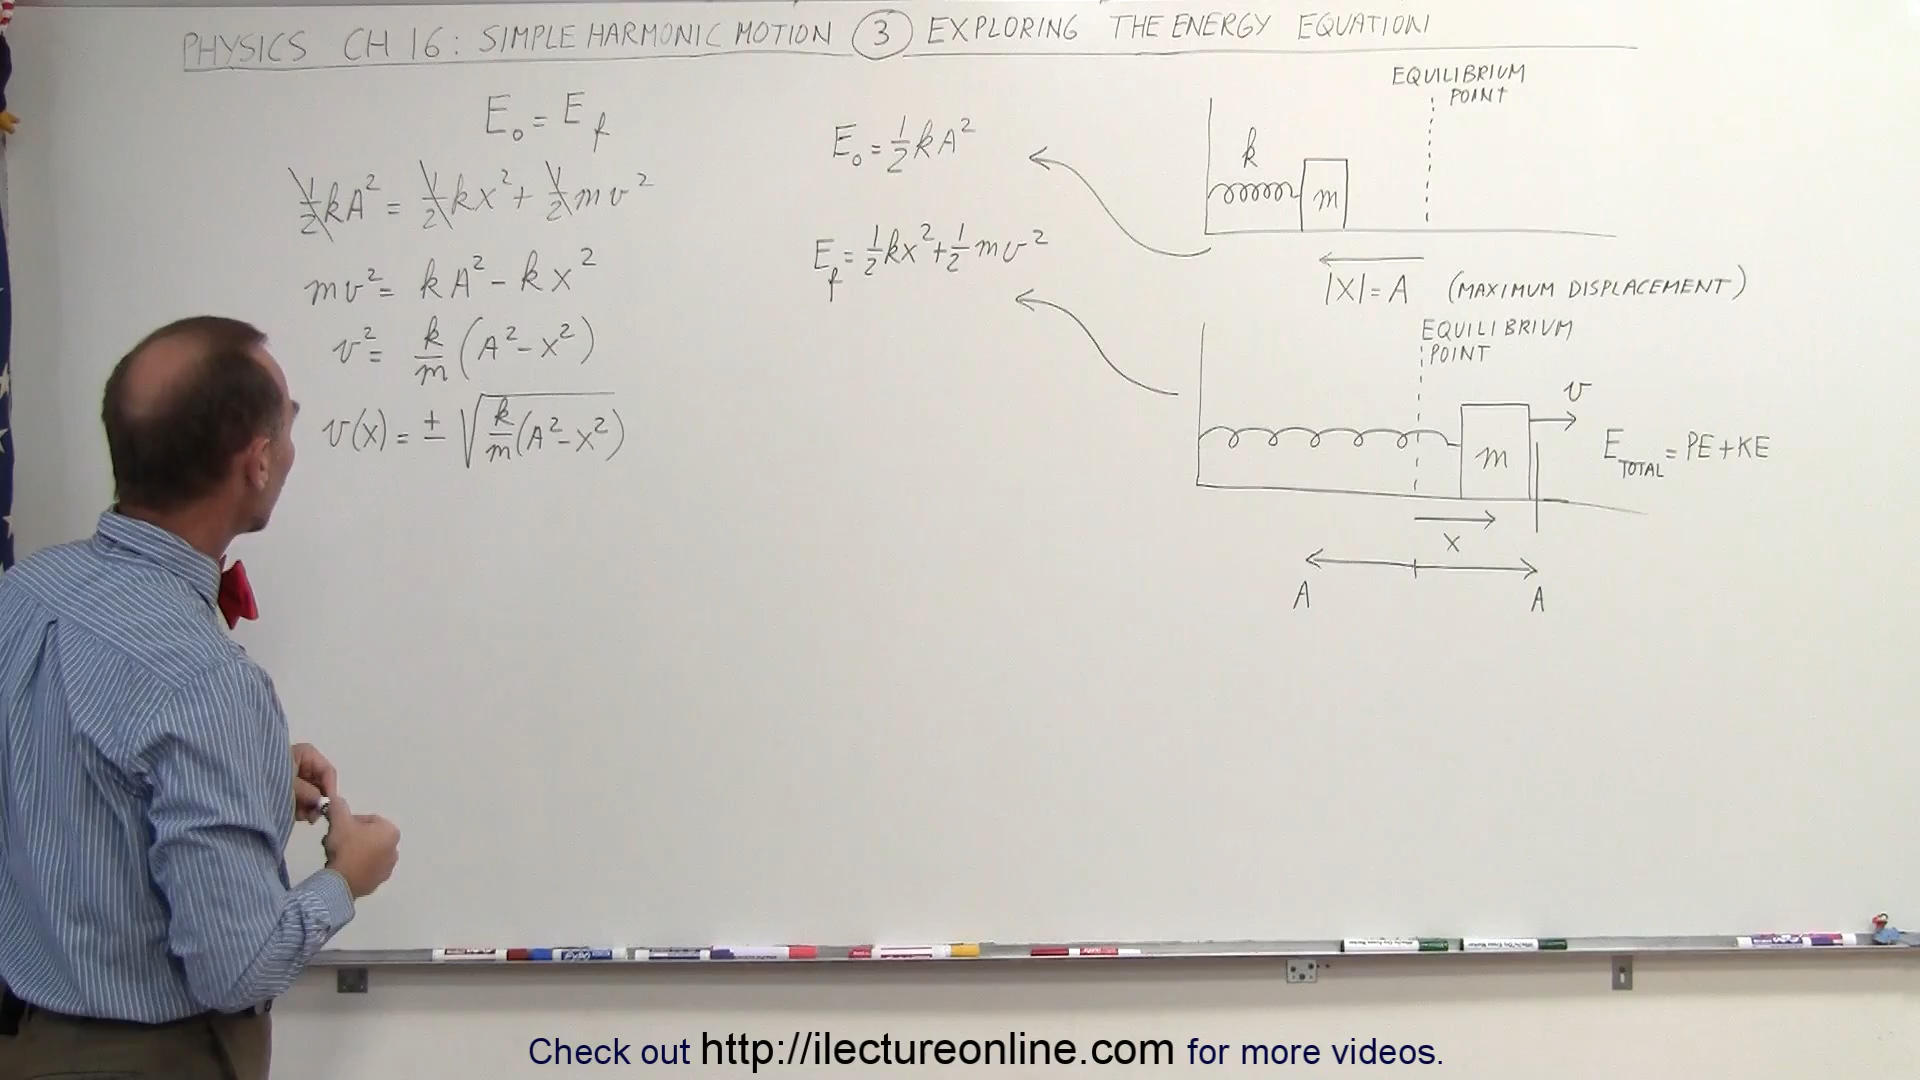 PHYSICS CH 16: SIMPLE HARMONIC MOTION ③ EXPLORING THE ENERGY EQUATION
E₀ = E_f
½kA² = ½kx² + ½mv²
mv² = kA² - kx²
v² = k/m (A² - x²)
v(x) = ± √(k/m (A² - x²))
E₀ = ½kA²
E_f = ½kx² + ½mv²
EQUILIBRIUM
POINT
k
m
|X| = A (MAXIMUM DISPLACEMENT)
EQUILIBRIUM
POINT
v
m
E_TOTAL = PE + KE
x
A A
Check out http://ilectureonline.com for more videos.